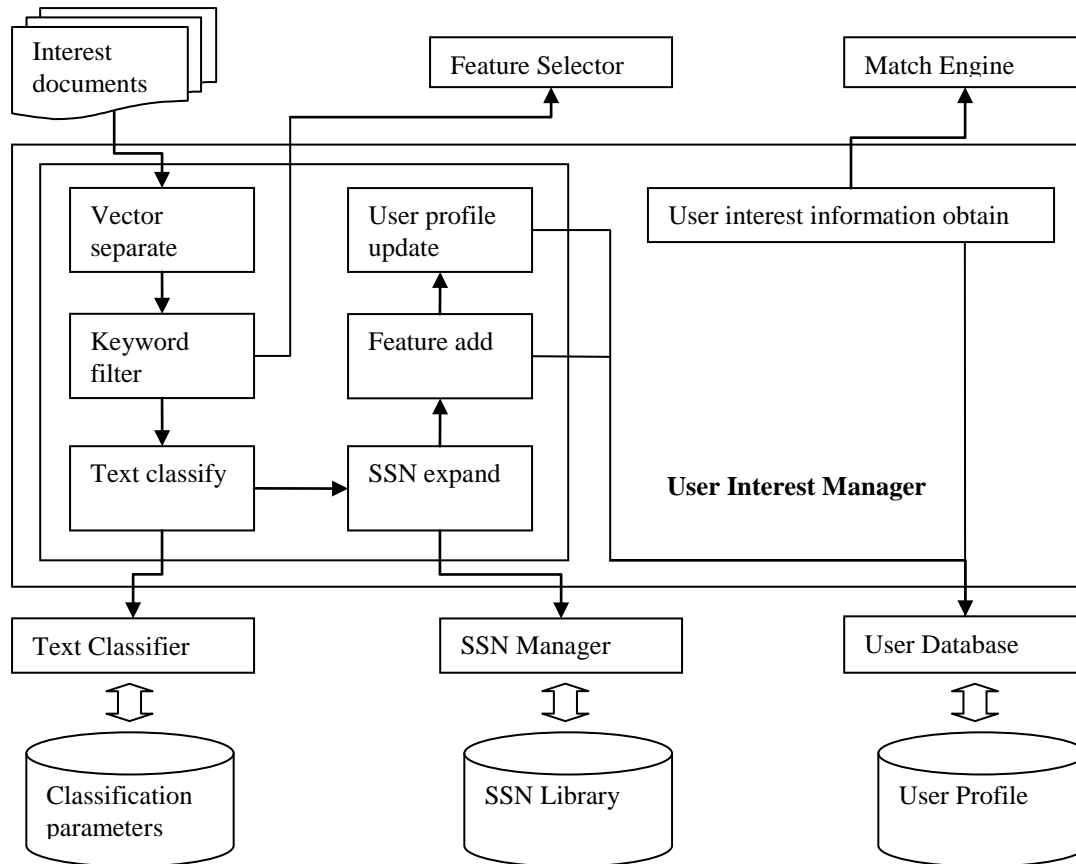 Interest
documents
Feature Selector
Match Engine
Vector
separate
User profile
update
User interest information obtain
Keyword
filter
Feature add
Text classify
SSN expand
User Interest Manager
Text Classifier
SSN Manager
User Database
Classification
parameters
SSN Library
User Profile